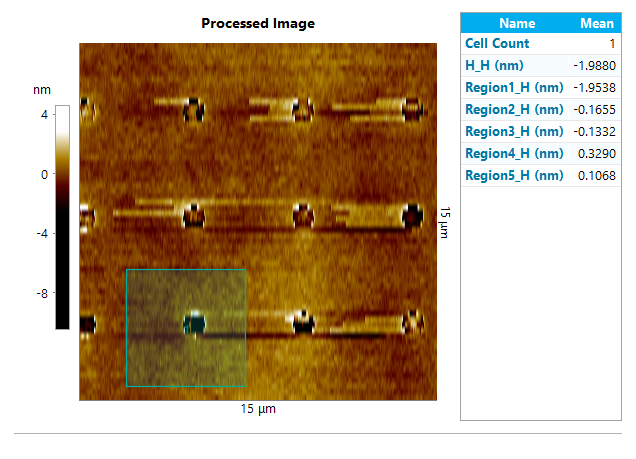 Processed Image
nm
4
0
-4
-8
15 µm
15 µm
Name Mean
Cell Count 1
H_H (nm) -1.9880
Region1_H (nm) -1.9538
Region2_H (nm) -0.1655
Region3_H (nm) -0.1332
Region4_H (nm) 0.3290
Region5_H (nm) 0.1068